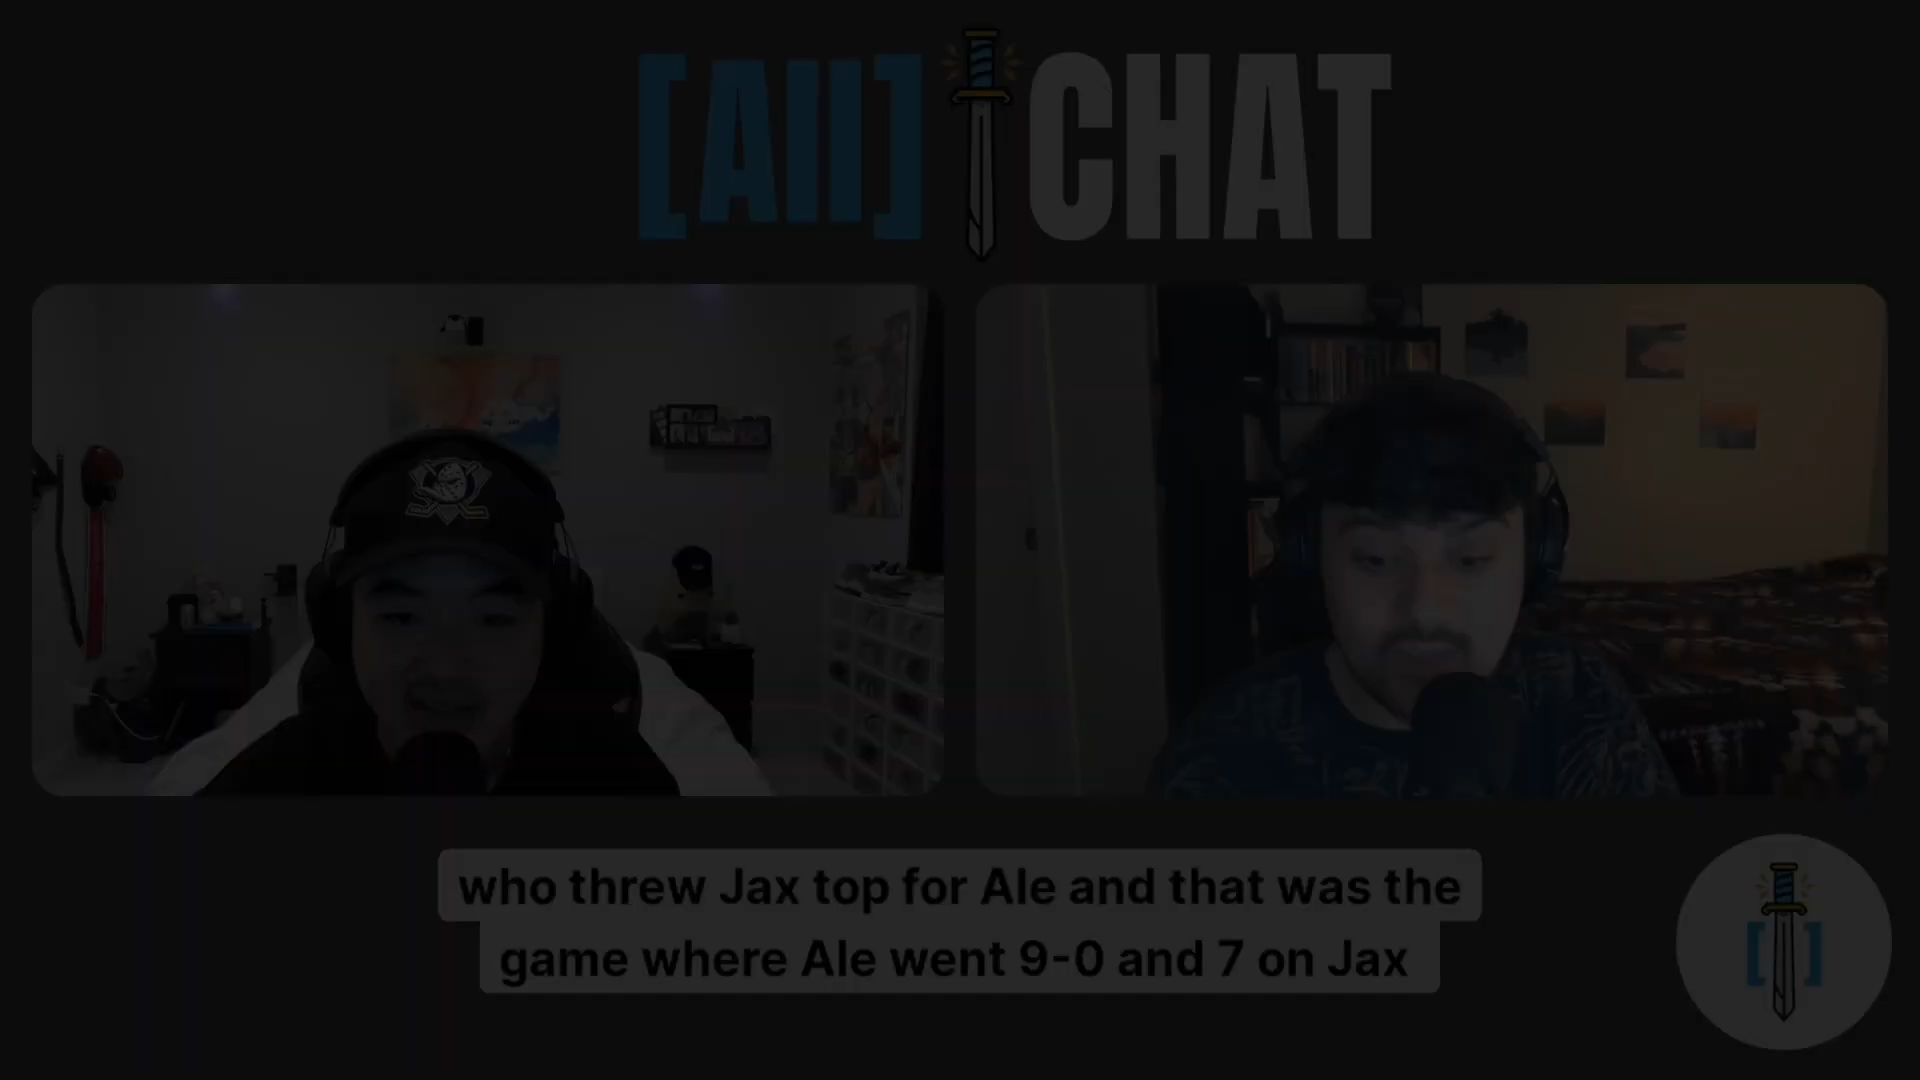 [All] CHAT
who threw Jax top for Ale and that was the
game where Ale went 9-0 and 7 on Jax